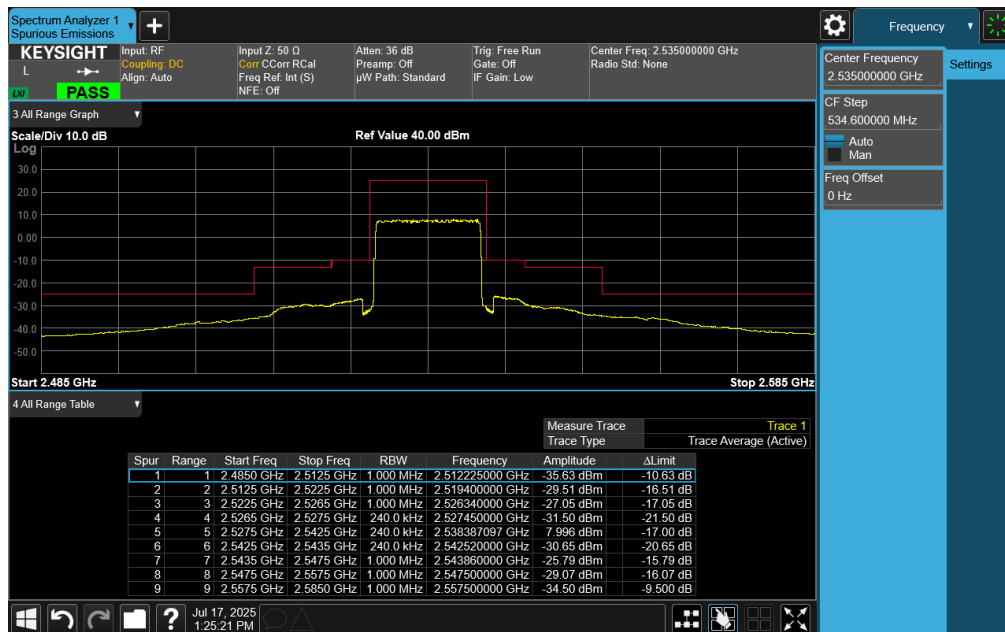 Spectrum Analyzer 1
Spurious Emissions
Frequency
KEYSIGHT
L
LXI
PASS
Input: RF
Coupling: DC
Align: Auto
Input Z: 50 Ω
Corr CCorr RCal
Freq Ref: Int (S)
NFE: Off
Atten: 36 dB
Preamp: Off
µW Path: Standard
Trig: Free Run
Gate: Off
IF Gain: Low
Center Freq: 2.535000000 GHz
Radio Std: None
Center Frequency
2.535000000 GHz
Settings
CF Step
534.600000 MHz
Auto
Man
Freq Offset
0 Hz
3 All Range Graph
Scale/Div 10.0 dB Ref Value 40.00 dBm
Log
30.0
20.0
10.0
0.00
-10.0
-20.0
-30.0
-40.0
-50.0
Start 2.485 GHz Stop 2.585 GHz
4 All Range Table
Measure Trace Trace 1
Trace Type Trace Average (Active)
Spur Range Start Freq Stop Freq RBW Frequency Amplitude ΔLimit
1 1 2.4850 GHz 2.5125 GHz 1.000 MHz 2.512225000 GHz -35.63 dBm -10.63 dB
2 2 2.5125 GHz 2.5225 GHz 1.000 MHz 2.519400000 GHz -29.51 dBm -16.51 dB
3 3 2.5225 GHz 2.5265 GHz 1.000 MHz 2.526340000 GHz -27.05 dBm -17.05 dB
4 4 2.5265 GHz 2.5275 GHz 240.0 kHz 2.527450000 GHz -31.50 dBm -21.50 dB
5 5 2.5275 GHz 2.5425 GHz 240.0 kHz 2.538387097 GHz 7.996 dBm -17.00 dB
6 6 2.5425 GHz 2.5435 GHz 240.0 kHz 2.542520000 GHz -30.65 dBm -20.65 dB
7 7 2.5435 GHz 2.5475 GHz 1.000 MHz 2.543860000 GHz -25.79 dBm -15.79 dB
8 8 2.5475 GHz 2.5575 GHz 1.000 MHz 2.547500000 GHz -29.07 dBm -16.07 dB
9 9 2.5575 GHz 2.5850 GHz 1.000 MHz 2.557500000 GHz -34.50 dBm -9.500 dB
?
Jul 17, 2025
1:25:21 PM